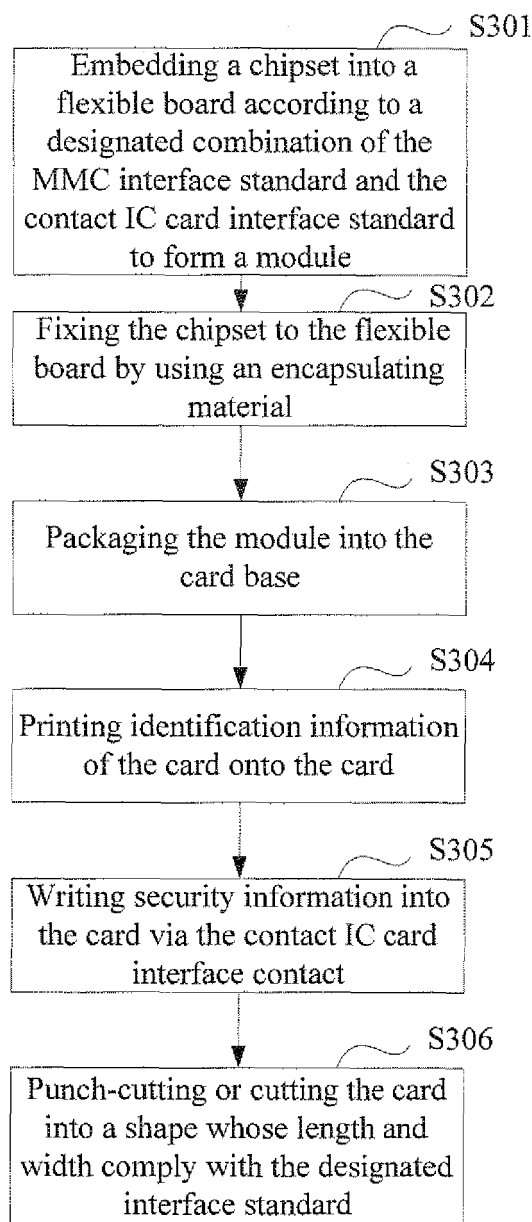 S301
Embedding a chipset into a
flexible board according to a
designated combination of the
MMC interface standard and the
contact IC card interface standard
to form a module
S302
Fixing the chipset to the flexible
board by using an encapsulating
material
S303
Packaging the module into the
card base
S304
Printing identification information
of the card onto the card
S305
Writing security information into
the card via the contact IC card
interface contact
S306
Punch-cutting or cutting the card
into a shape whose length and
width comply with the designated
interface standard